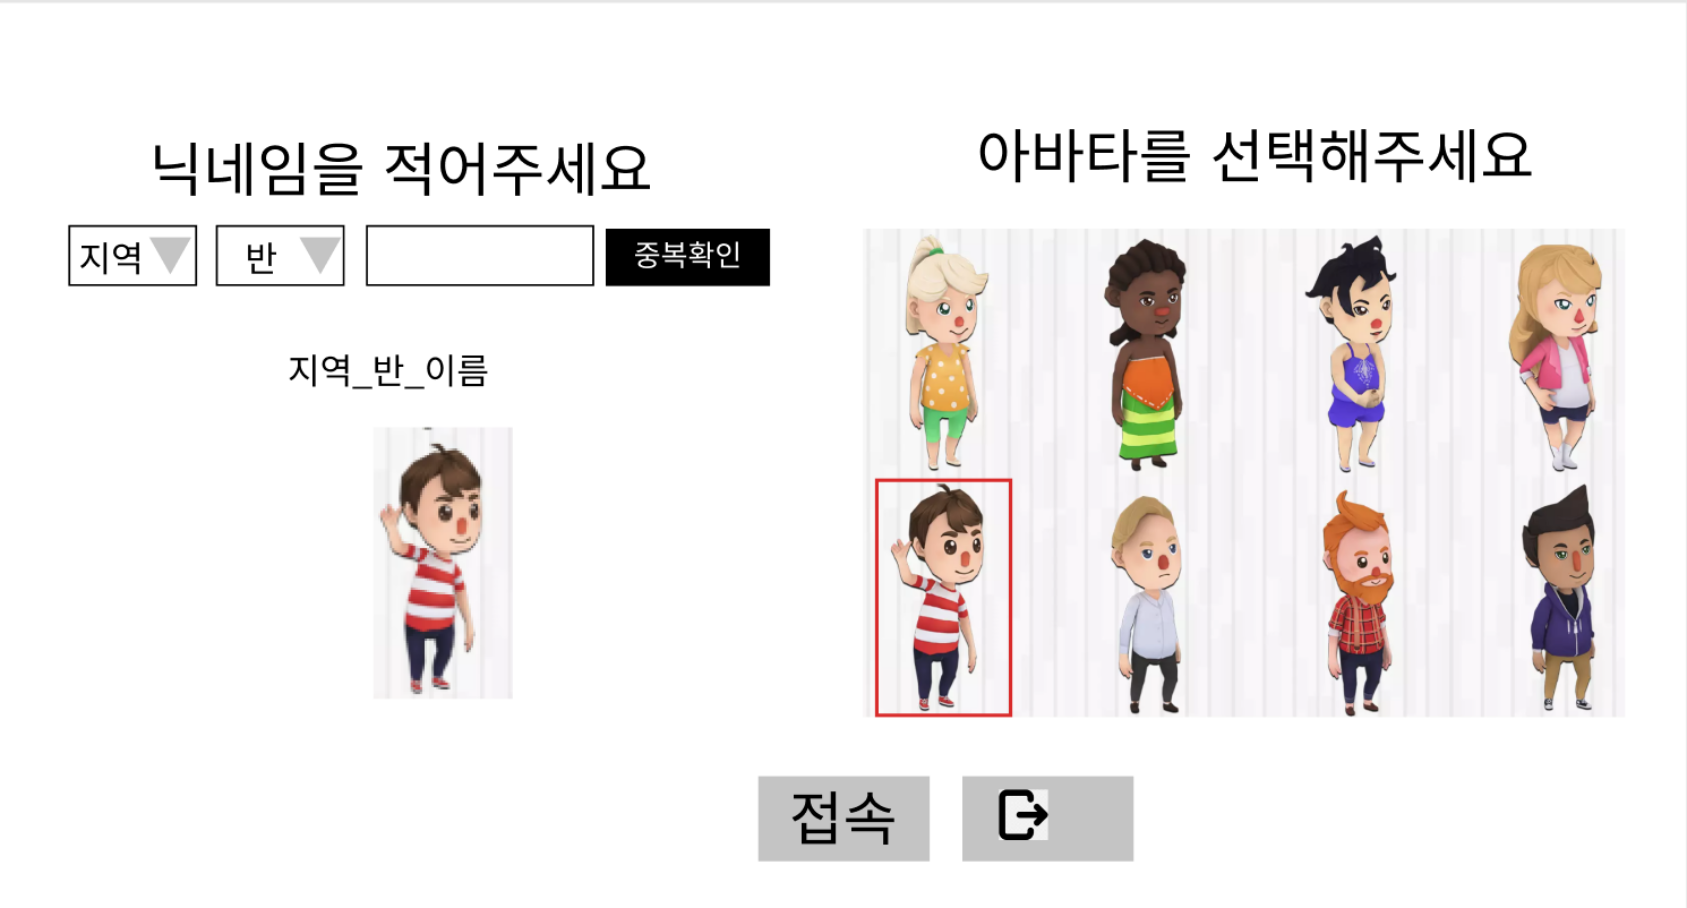 닉네임을 적어주세요
지역 반 중복확인
지역_반_이름
아바타를 선택해주세요
접속